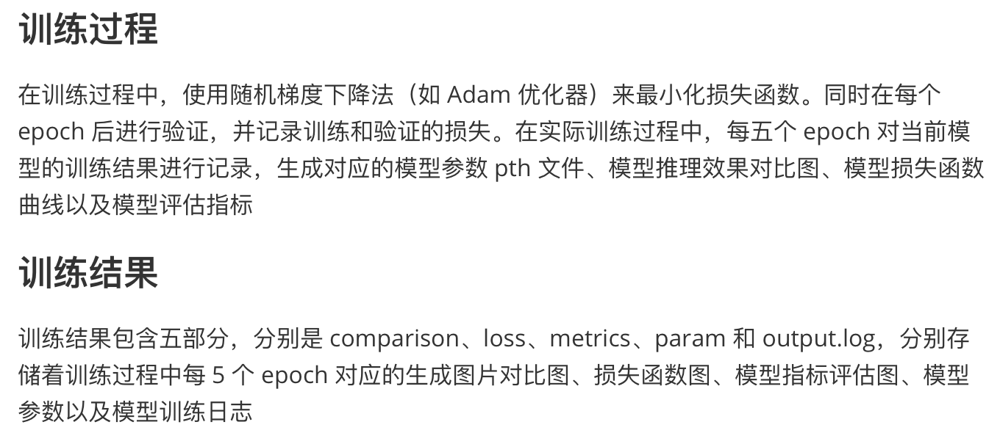 训练过程
在训练过程中，使用随机梯度下降法（如 Adam 优化器）来最小化损失函数。同时在每个
epoch 后进行验证，并记录训练和验证的损失。在实际训练过程中，每五个 epoch 对当前模
型的训练结果进行记录，生成对应的模型参数 pth 文件、模型推理效果对比图、模型损失函数
曲线以及模型评估指标
训练结果
训练结果包含五部分，分别是 comparison、loss、metrics、param 和 output.log，分别存
储着训练过程中每 5 个 epoch 对应的生成图片对比图、损失函数图、模型指标评估图、模型
参数以及模型训练日志